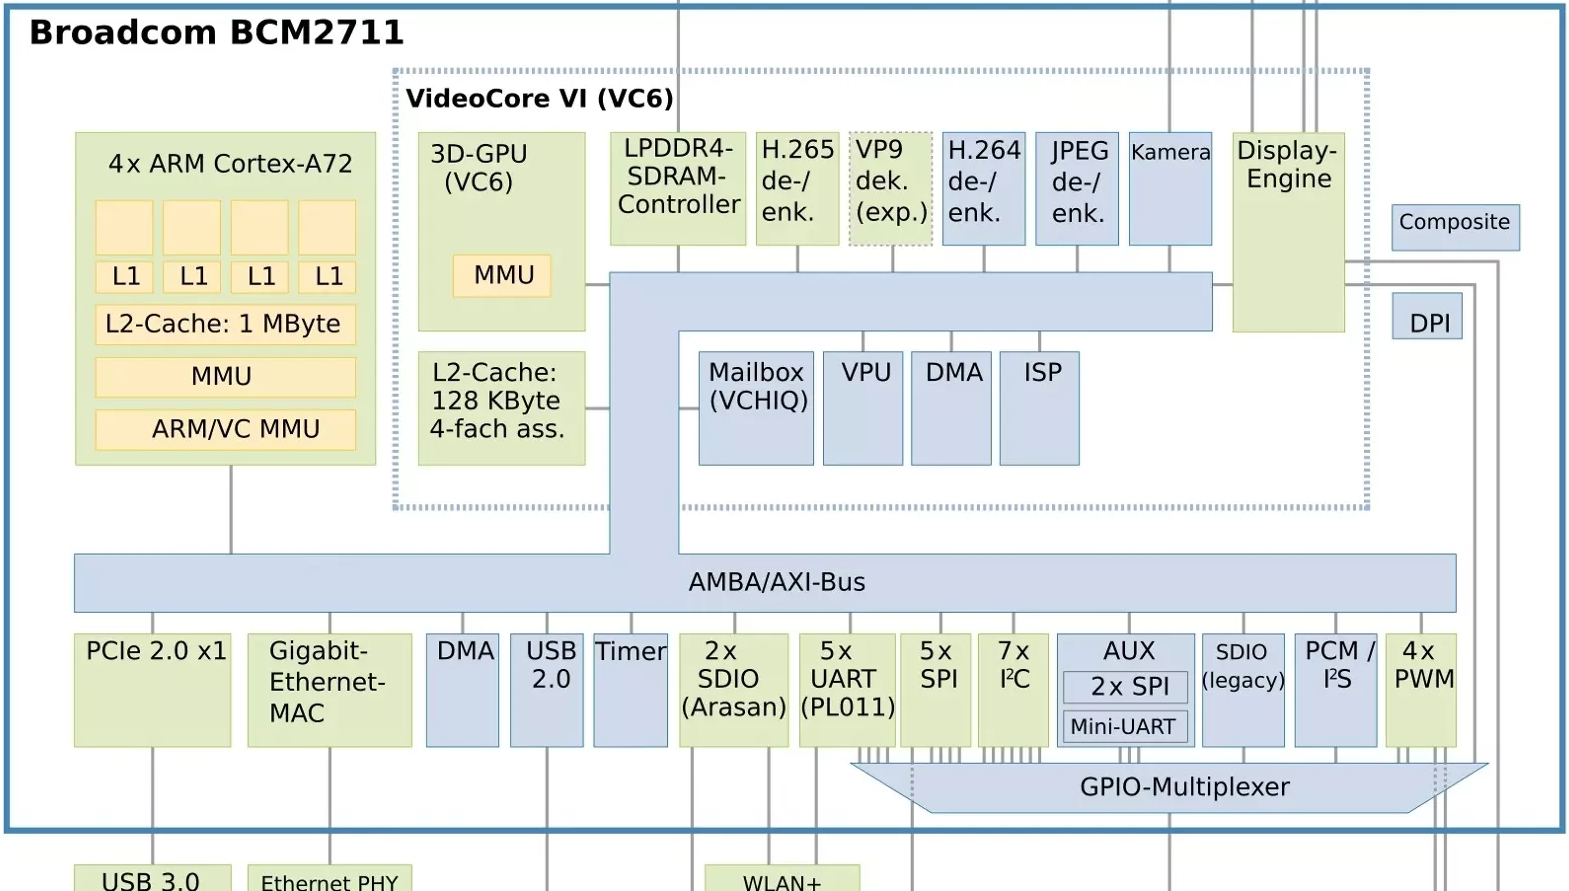 Broadcom BCM2711
VideoCore VI (VC6)
4x ARM Cortex-A72
L1
L1
L1
L1
L2-Cache: 1 MByte
MMU
ARM/VC MMU
3D-GPU
(VC6)
MMU
L2-Cache:
128 KByte
4-fach ass.
LPDDR4-
SDRAM-
Controller
H.265
de-/
enk.
VP9
dek.
(exp.)
H.264
de-/
enk.
JPEG
de-/
enk.
Kamera
Display-
Engine
Composite
DPI
Mailbox
(VCHIQ)
VPU
DMA
ISP
AMBA/AXI-Bus
PCIe 2.0 x1
Gigabit-
Ethernet-
MAC
DMA
USB
2.0
Timer
2x
SDIO
(Arasan)
5x
UART
(PL011)
5x
SPI
7x
I²C
AUX
2x SPI
Mini-UART
SDIO
(legacy)
PCM /
I²S
4x
PWM
GPIO-Multiplexer
USB 3.0
Ethernet PHY
WLAN+